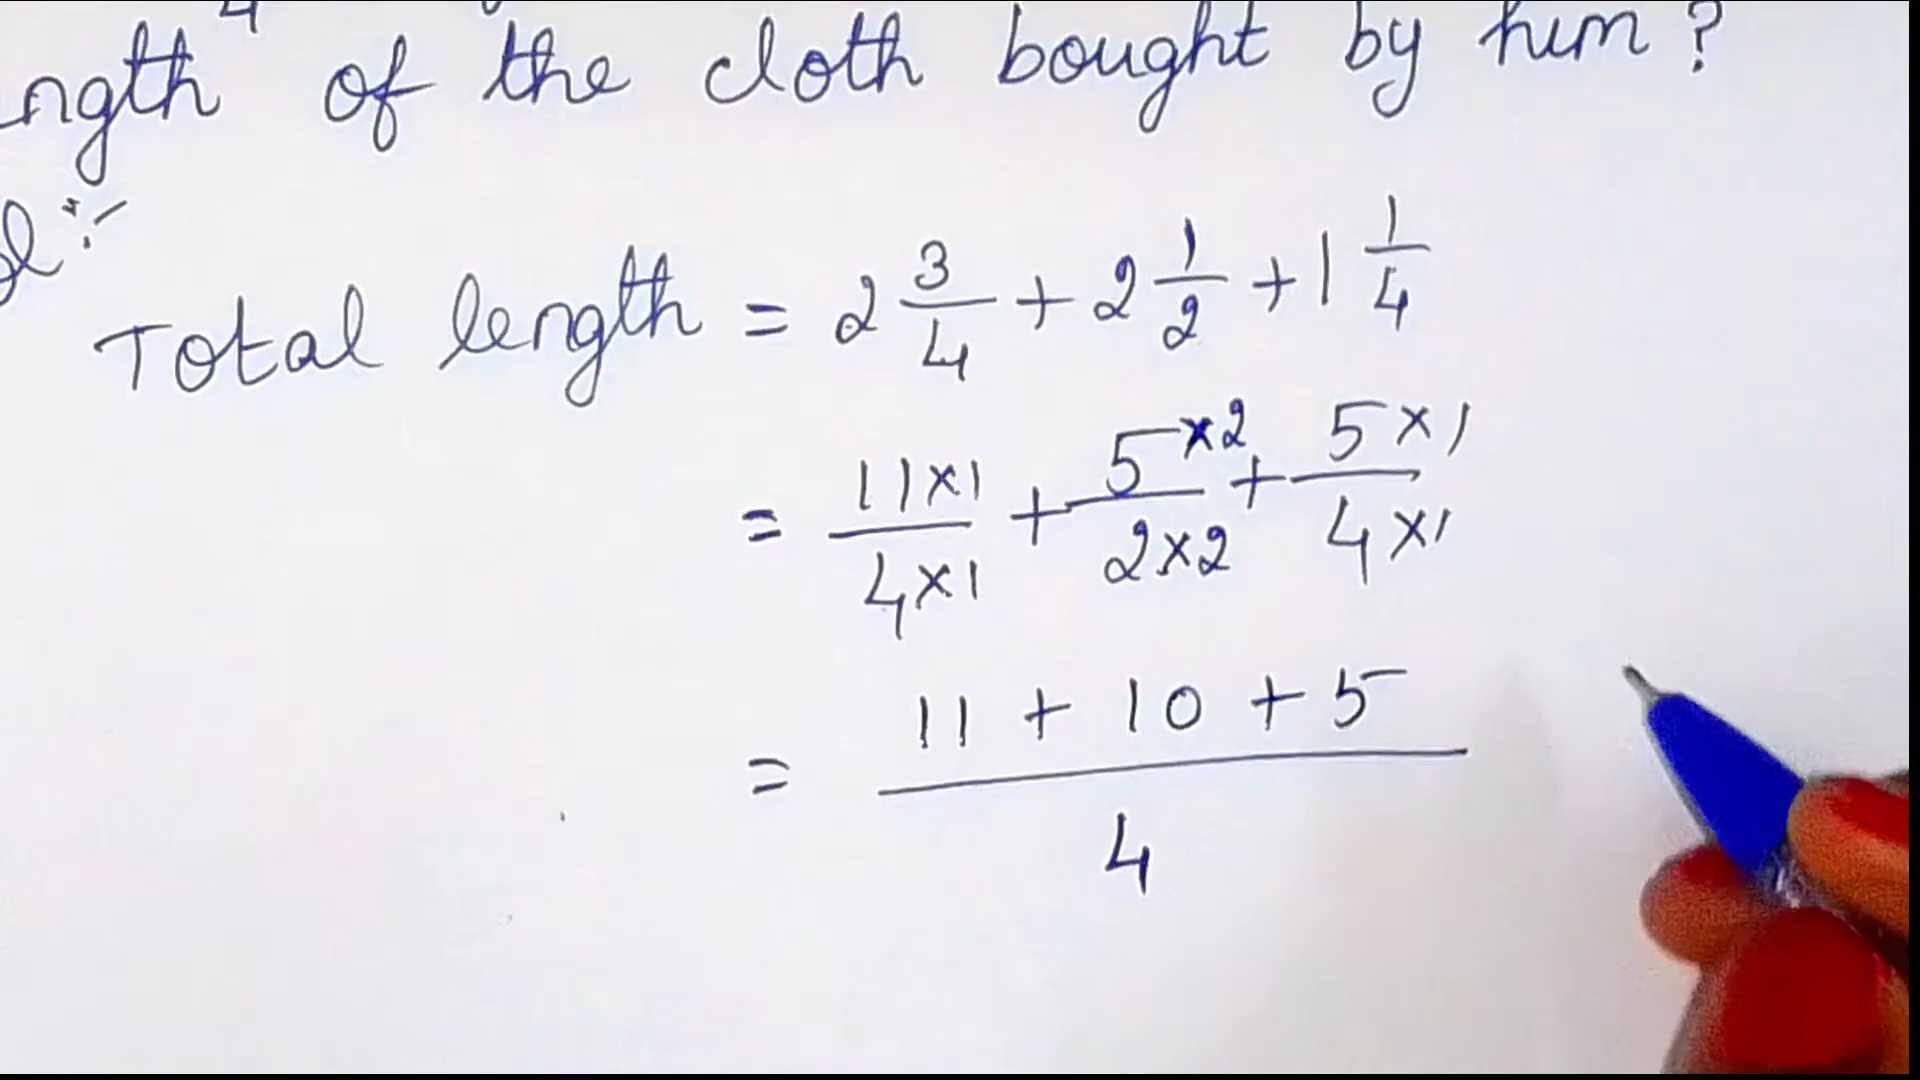 of the cloth bought by him?
Total length = 2 3/4 + 2 1/2 + 1 1/4
= 11×1/4×1 + 5×2/2×2 + 5×1/4×1
= 11 + 10 + 5 / 4